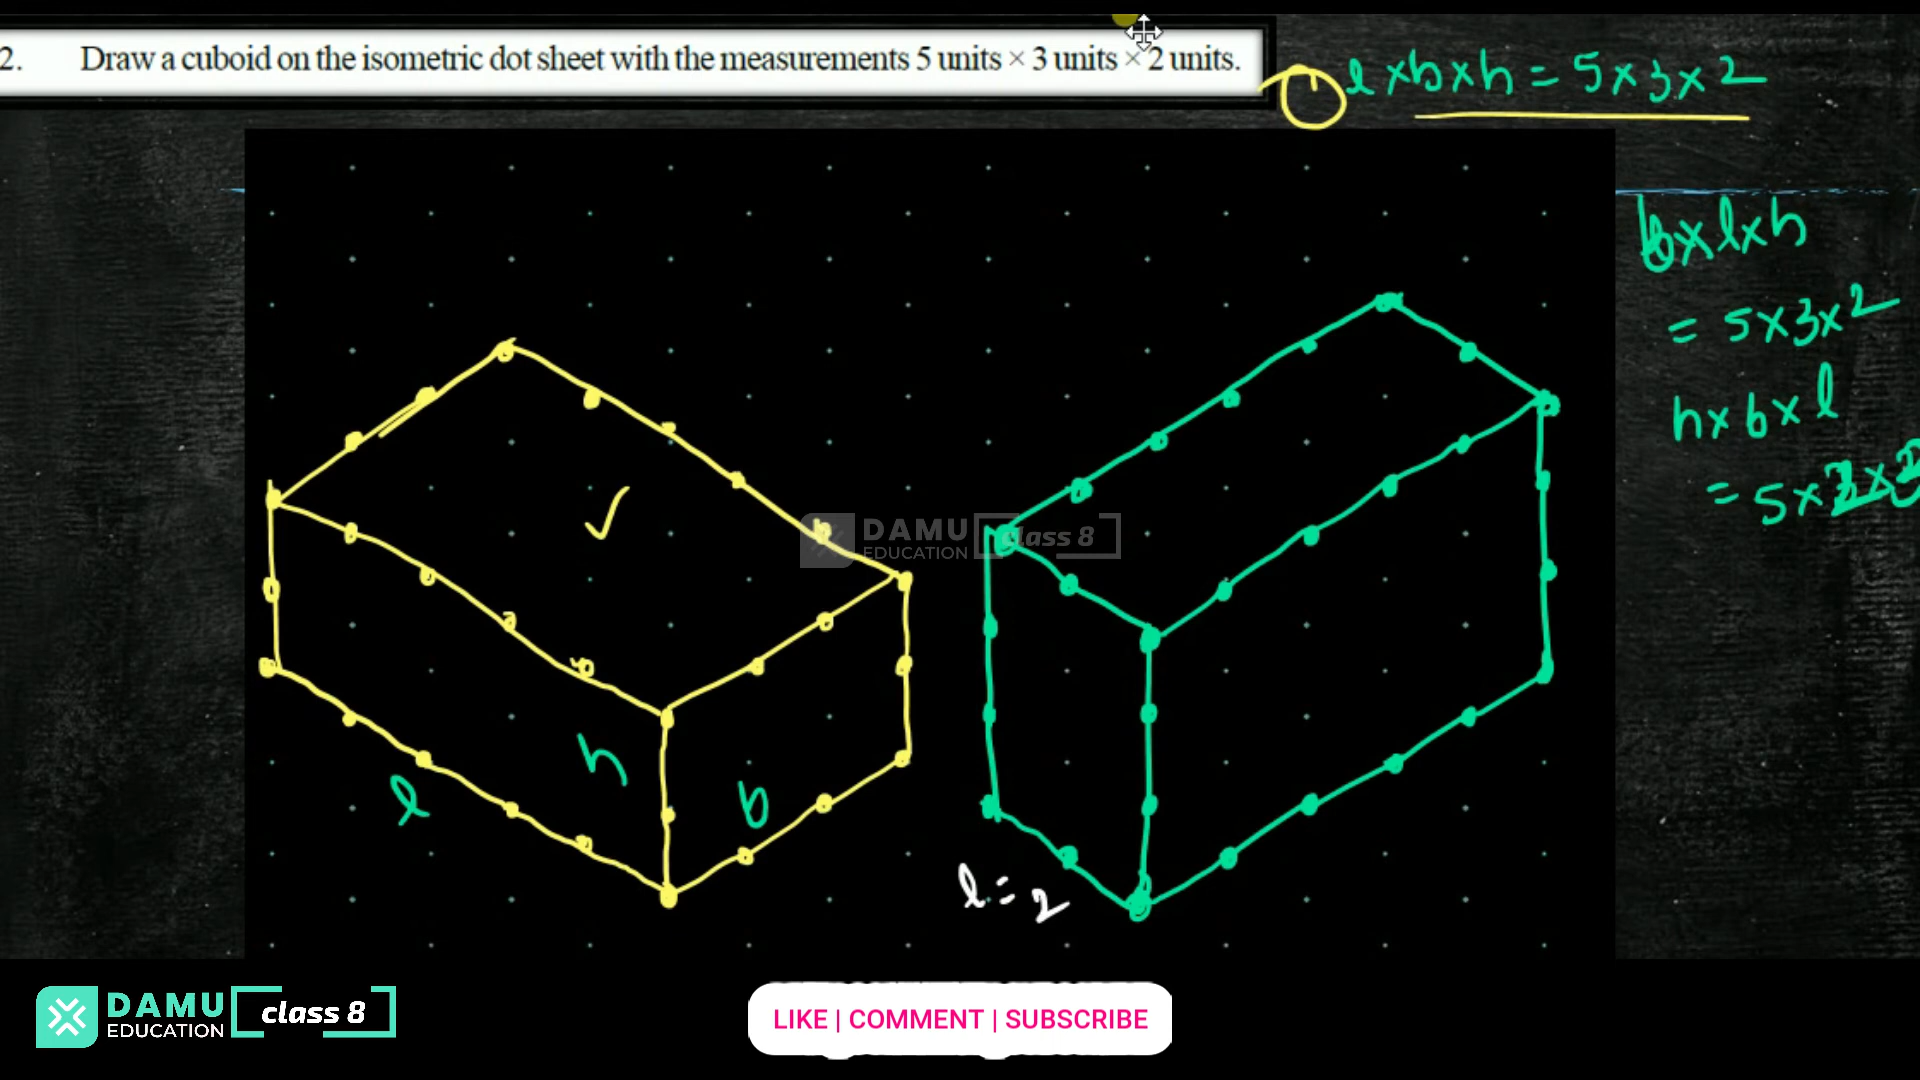 2. Draw a cuboid on the isometric dot sheet with the measurements 5 units × 3 units × 2 units.
l×b×h = 5×3×2
b×l×h
= 5×3×2
h×b×l
= 5×
DAMU
EDUCATION
class 8
h
l
b
l = 2
DAMU
EDUCATION
class 8
LIKE | COMMENT | SUBSCRIBE